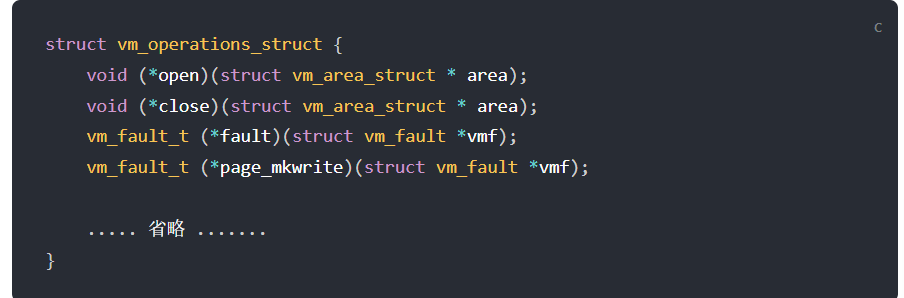 C
struct vm_operations_struct {
    void (*open)(struct vm_area_struct * area);
    void (*close)(struct vm_area_struct * area);
    vm_fault_t (*fault)(struct vm_fault *vmf);
    vm_fault_t (*page_mkwrite)(struct vm_fault *vmf);

    ..... 省略 .......
}